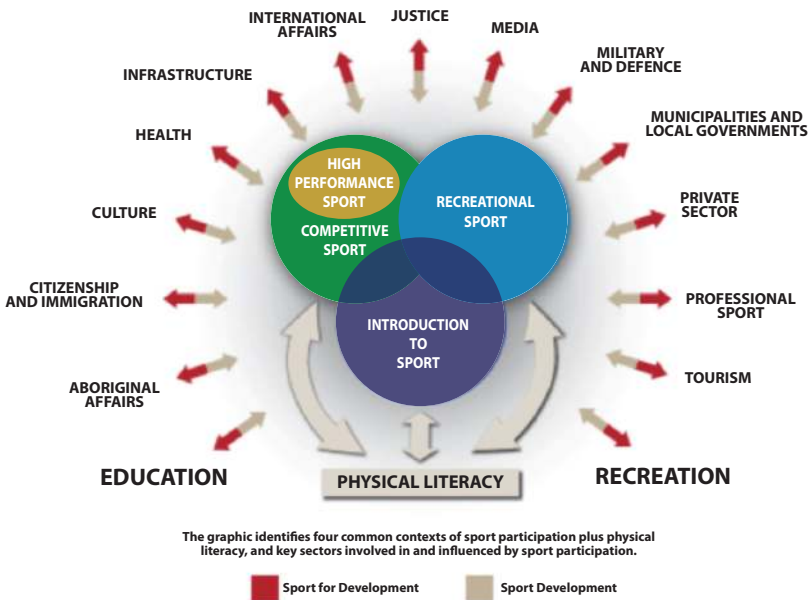 INTERNATIONAL
AFFAIRS
JUSTICE
MEDIA
INFRASTRUCTURE
MILITARY
AND DEFENCE
HEALTH
MUNICIPALITIES AND
LOCAL GOVERNMENTS
HIGH
PERFORMANCE
SPORT
COMPETITIVE
SPORT
RECREATIONAL
SPORT
CULTURE
PRIVATE
SECTOR
CITIZENSHIP
AND IMMIGRATION
PROFESSIONAL
SPORT
INTRODUCTION
TO
SPORT
ABORIGINAL
AFFAIRS
TOURISM
EDUCATION
PHYSICAL LITERACY
RECREATION
The graphic identifies four common contexts of sport participation plus physical
literacy, and key sectors involved in and influenced by sport participation.
Sport for Development
Sport Development